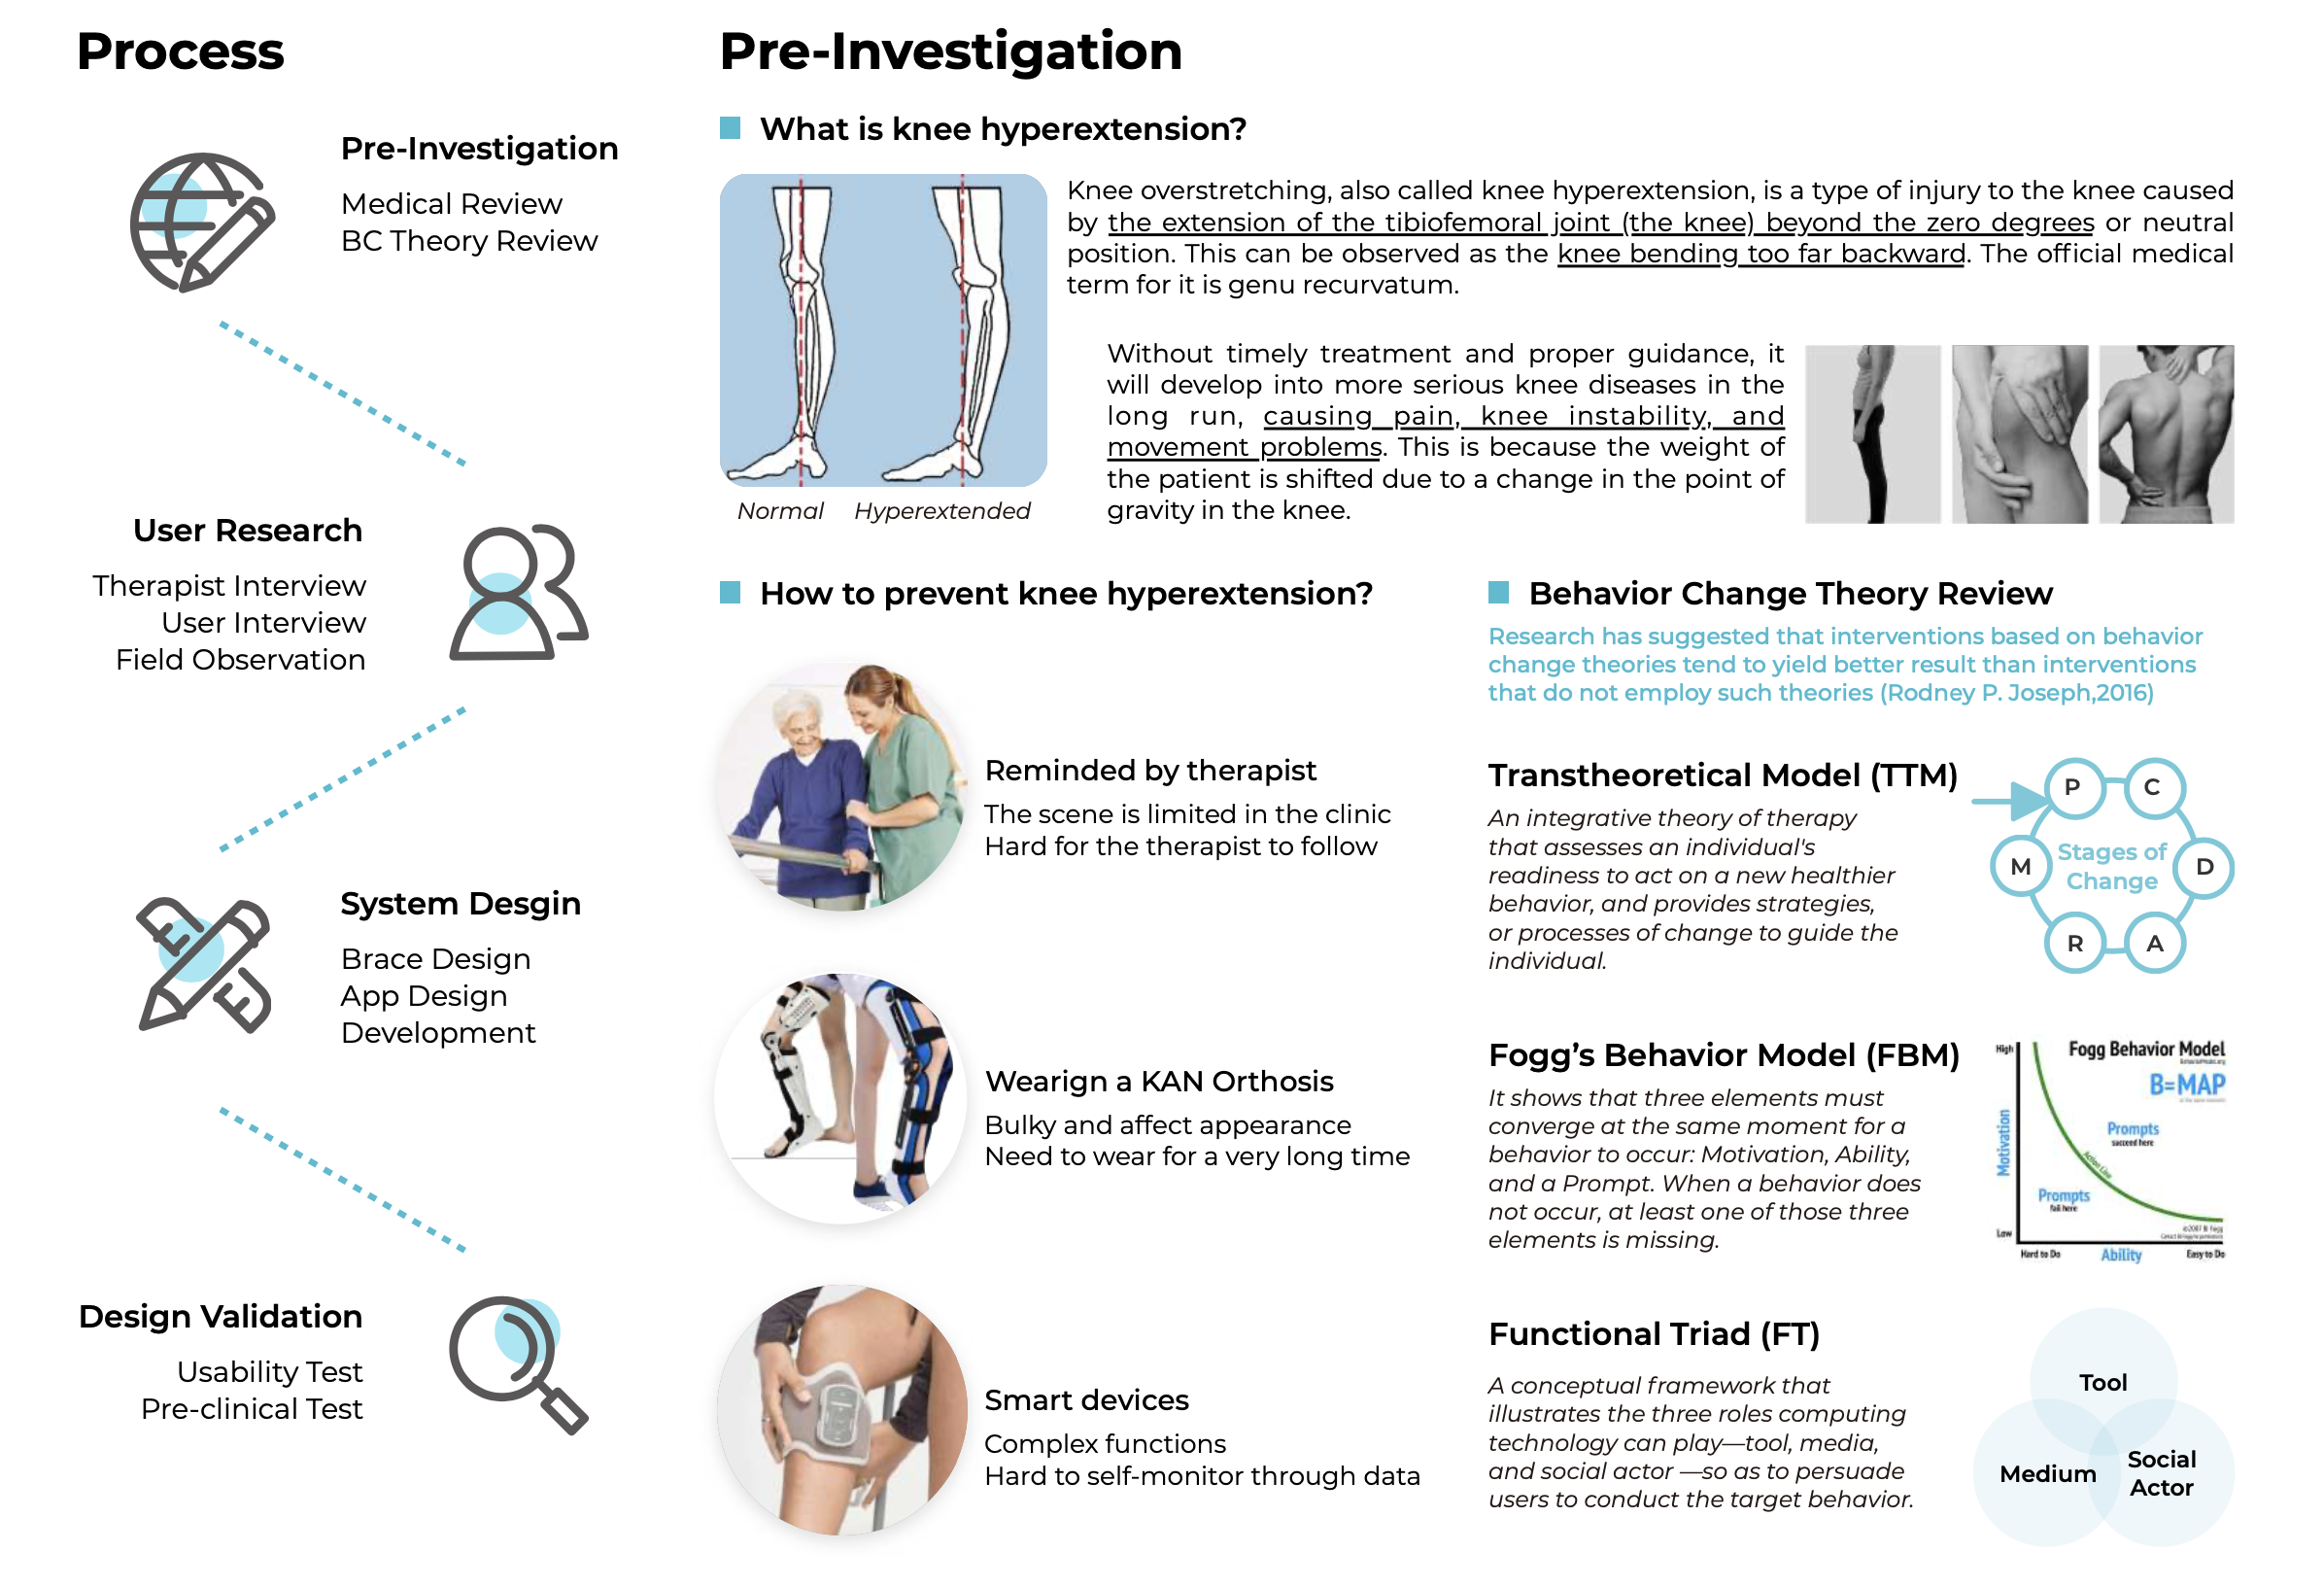 Process
Pre-Investigation
Medical Review
BC Theory Review
User Research
Therapist Interview
User Interview
Field Observation
System Desgin
Brace Design
App Design
Development
Design Validation
Usability Test
Pre-clinical Test
Pre-Investigation
What is knee hyperextension?
Normal
Hyperextended
Knee overstretching, also called knee hyperextension, is a type of injury to the knee caused
by the extension of the tibiofemoral joint (the knee) beyond the zero degrees or neutral
position. This can be observed as the knee bending too far backward. The official medical
term for it is genu recurvatum.
Without timely treatment and proper guidance, it
will develop into more serious knee diseases in the
long run, causing pain, knee instability, and
movement problems. This is because the weight of
the patient is shifted due to a change in the point of
gravity in the knee.
How to prevent knee hyperextension?
Reminded by therapist
The scene is limited in the clinic
Hard for the therapist to follow
Wearign a KAN Orthosis
Bulky and affect appearance
Need to wear for a very long time
Smart devices
Complex functions
Hard to self-monitor through data
Behavior Change Theory Review
Research has suggested that interventions based on behavior
change theories tend to yield better result than interventions
that do not employ such theories (Rodney P. Joseph,2016)
Transtheoretical Model (TTM)
An integrative theory of therapy
that assesses an individual's
readiness to act on a new healthier
behavior, and provides strategies,
or processes of change to guide the
individual.
P
C
M
Stages of
Change
D
R
A
Fogg's Behavior Model (FBM)
It shows that three elements must
converge at the same moment for a
behavior to occur: Motivation, Ability,
and a Prompt. When a behavior does
not occur, at least one of those three
elements is missing.
High
Fogg Behavior Model
B=MAP
Motivation
Prompts
succeed here
Action Line
Prompts
fail here
Low
Hard to Do
Ability
Easy to Do
Functional Triad (FT)
A conceptual framework that
illustrates the three roles computing
technology can play—tool, media,
and social actor —so as to persuade
users to conduct the target behavior.
Tool
Medium
Social
Actor